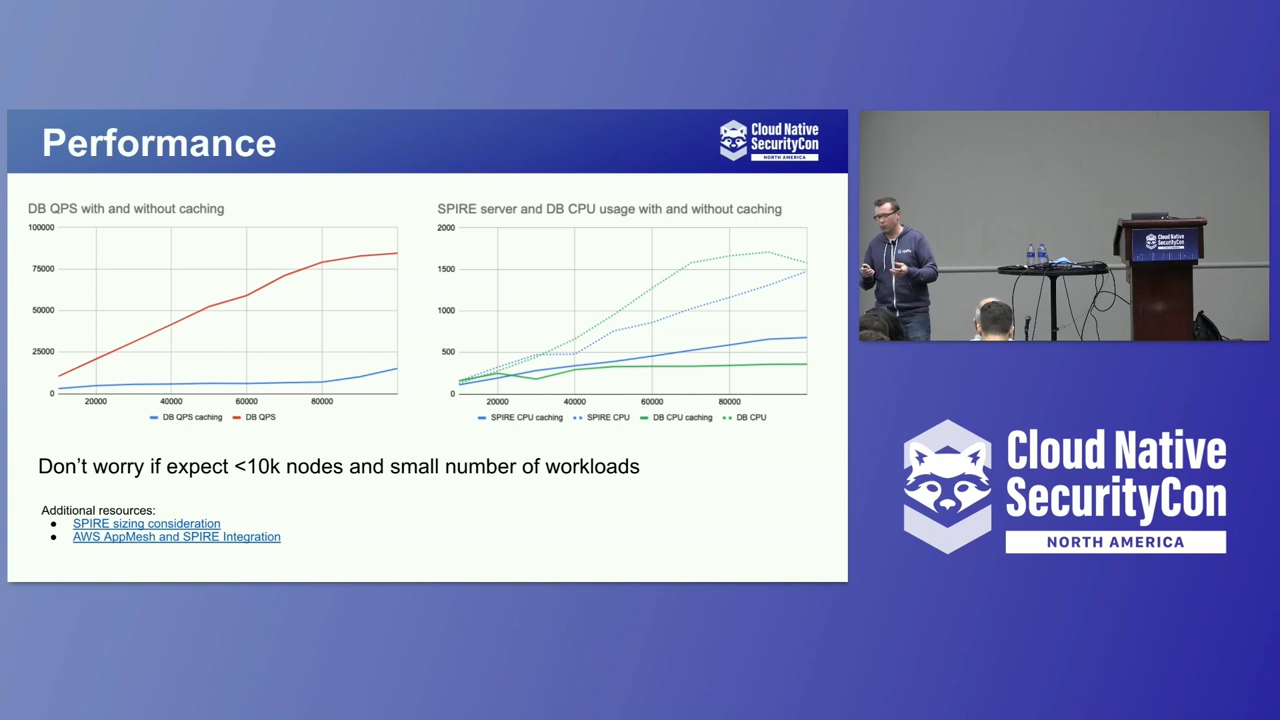 Performance
Cloud Native
SecurityCon
NORTH AMERICA
DB QPS with and without caching
100000
75000
50000
25000
0
20000
40000
60000
80000
DB QPS caching
DB QPS
SPIRE server and DB CPU usage with and without caching
2000
1500
1000
500
0
20000
40000
60000
80000
SPIRE CPU caching
SPIRE CPU
DB CPU caching
DB CPU
Don't worry if expect <10k nodes and small number of workloads
Additional resources:
● SPIRE sizing consideration
● AWS AppMesh and SPIRE Integration
Cloud Native
SecurityCon
Cloud Native
SecurityCon
NORTH AMERICA